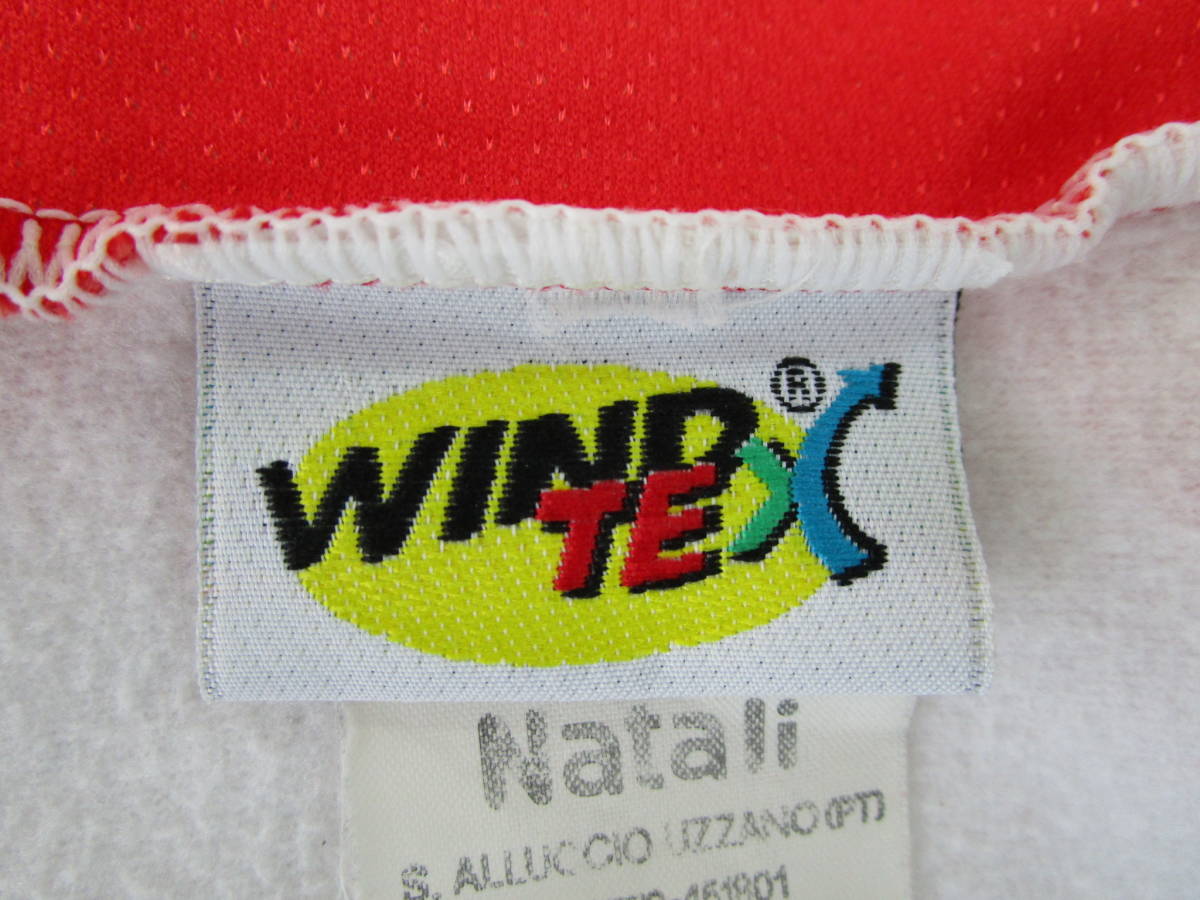 WIND
TEX
®
Natali
S. ALLUCCIO UZZANO (PT)